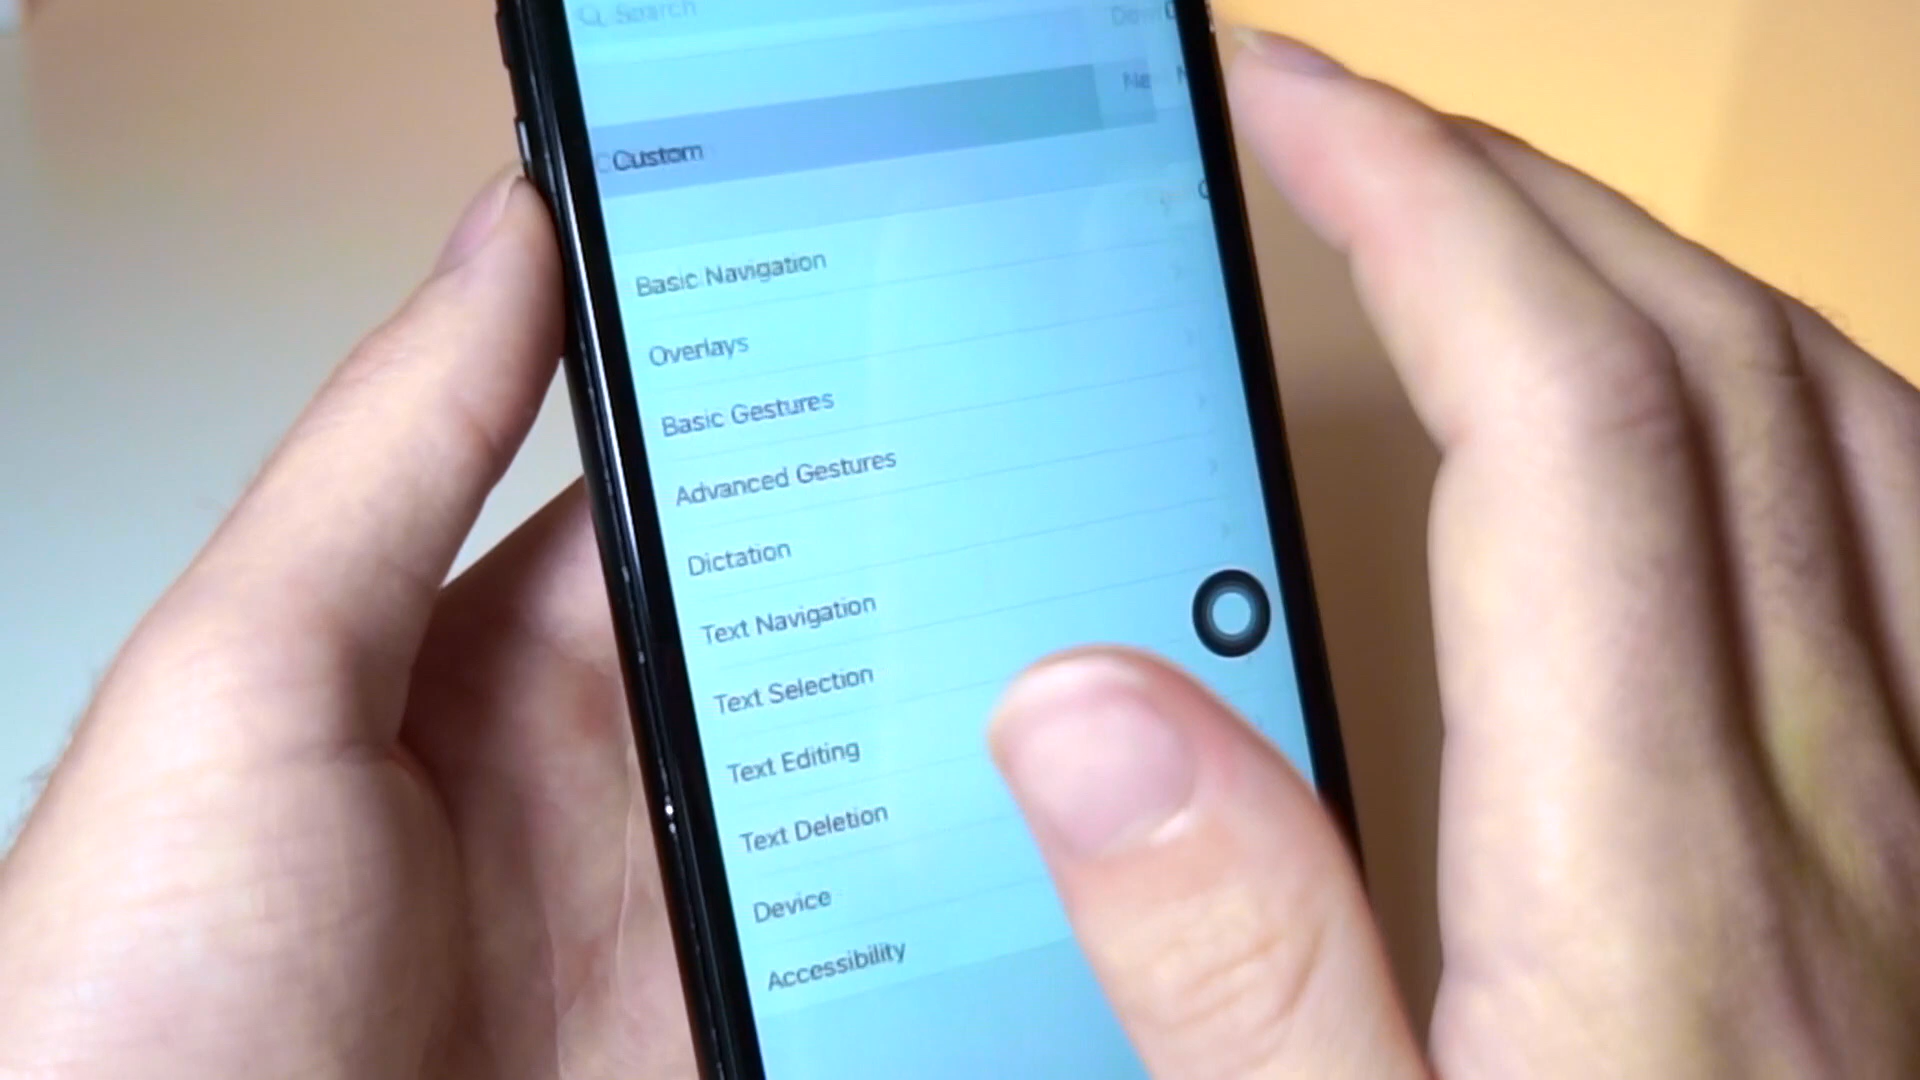 Search
Custom
Basic Navigation
Overlays
Basic Gestures
Advanced Gestures
Dictation
Text Navigation
Text Selection
Text Editing
Text Deletion
Device
Accessibility